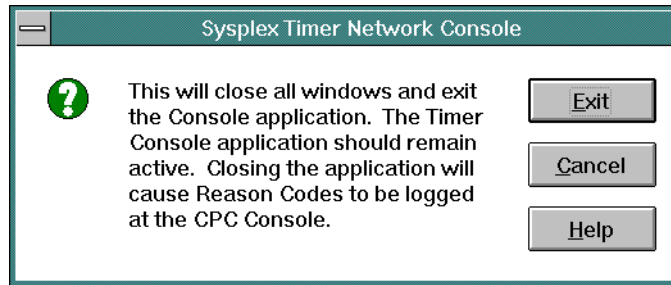 Sysplex Timer Network Console
This will close all windows and exit
the Console application. The Timer
Console application should remain
active. Closing the application will
cause Reason Codes to be logged
at the CPC Console.
Exit
Cancel
Help